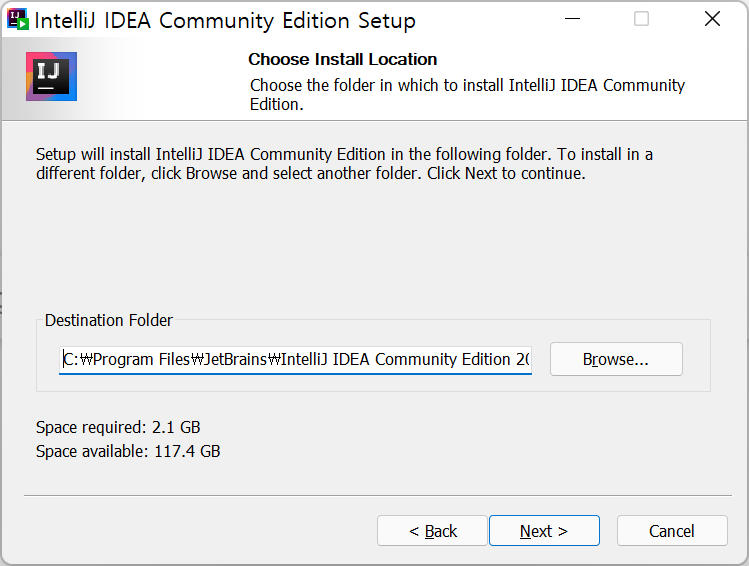 IntelliJ IDEA Community Edition Setup
IJ
Choose Install Location
Choose the folder in which to install IntelliJ IDEA Community
Edition.
Setup will install IntelliJ IDEA Community Edition in the following folder. To install in a
different folder, click Browse and select another folder. Click Next to continue.
Destination Folder
C:₩Program Files₩JetBrains₩IntelliJ IDEA Community Edition 20
Browse...
Space required: 2.1 GB
Space available: 117.4 GB
< Back
Next >
Cancel